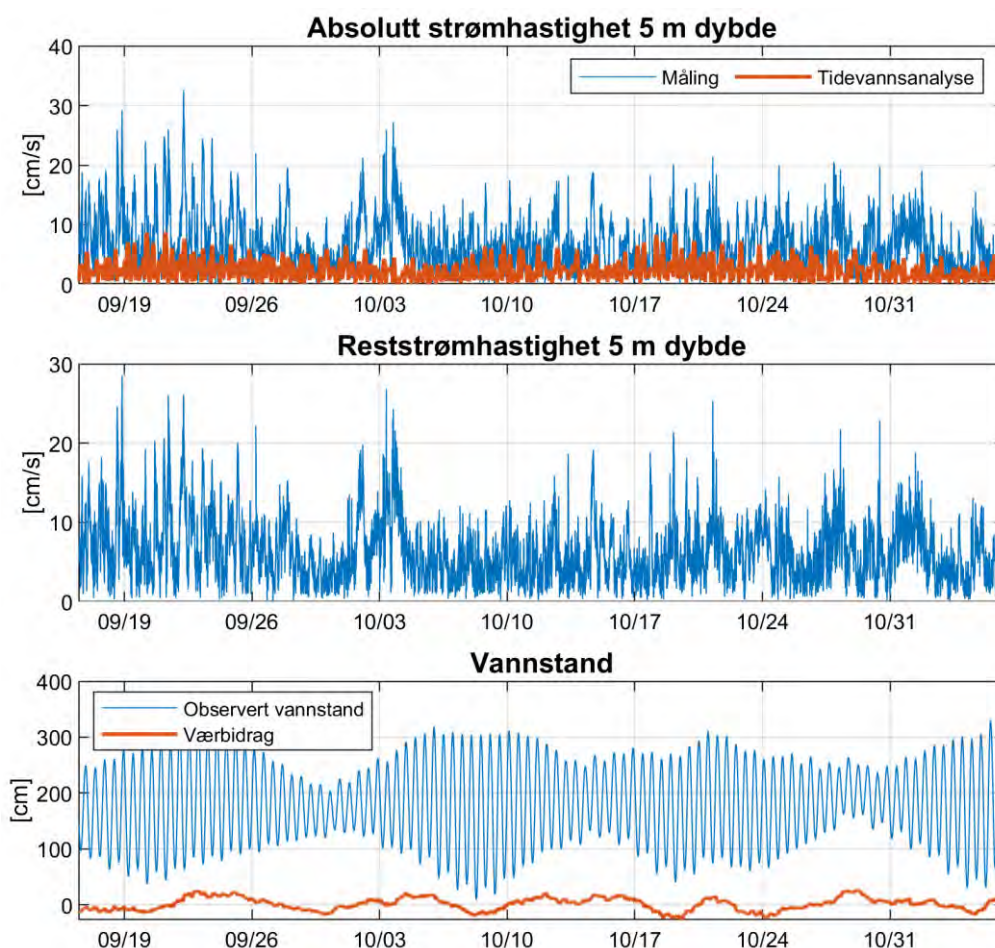 Absolutt strømhastighet 5 m dybde
40
30
20
10
0
[cm/s]
Måling
Tidevannsanalyse
09/19 09/26 10/03 10/10 10/17 10/24 10/31
Reststrømhastighet 5 m dybde
30
20
10
0
[cm/s]
09/19 09/26 10/03 10/10 10/17 10/24 10/31
Vannstand
400
300
200
100
0
[cm]
Observert vannstand
Værbidrag
09/19 09/26 10/03 10/10 10/17 10/24 10/31